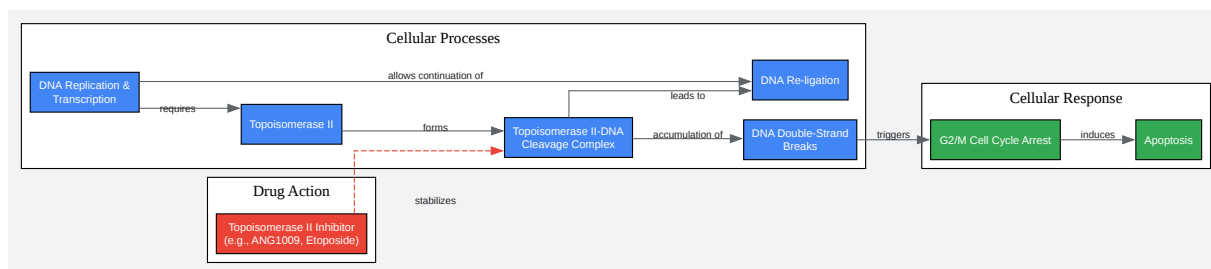 Cellular Processes
DNA Replication &
Transcription
allows continuation of
DNA Re-ligation
requires
leads to
Topoisomerase II
forms
Topoisomerase II-DNA
Cleavage Complex
accumulation of
DNA Double-Strand
Breaks
triggers
Cellular Response
G2/M Cell Cycle Arrest
induces
Apoptosis
Drug Action
stabilizes
Topoisomerase II Inhibitor
(e.g., ANG1009, Etoposide)